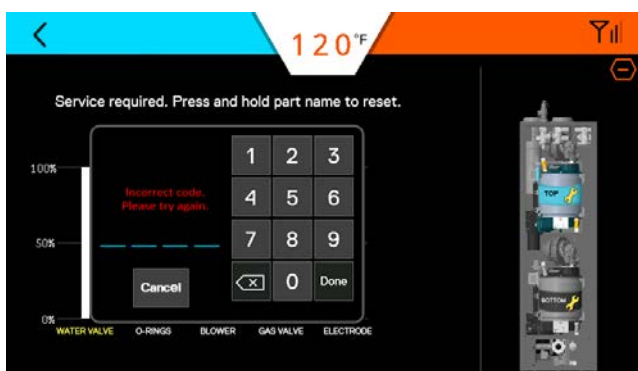 120°F
Service required. Press and hold part name to reset.
100%
50%
0%
Incorrect code.
Please try again.
1 2 3
4 5 6
7 8 9
0 Done
Cancel
WATER VALVE O-RINGS BLOWER GAS VALVE ELECTRODE
TOP
BOTTOM